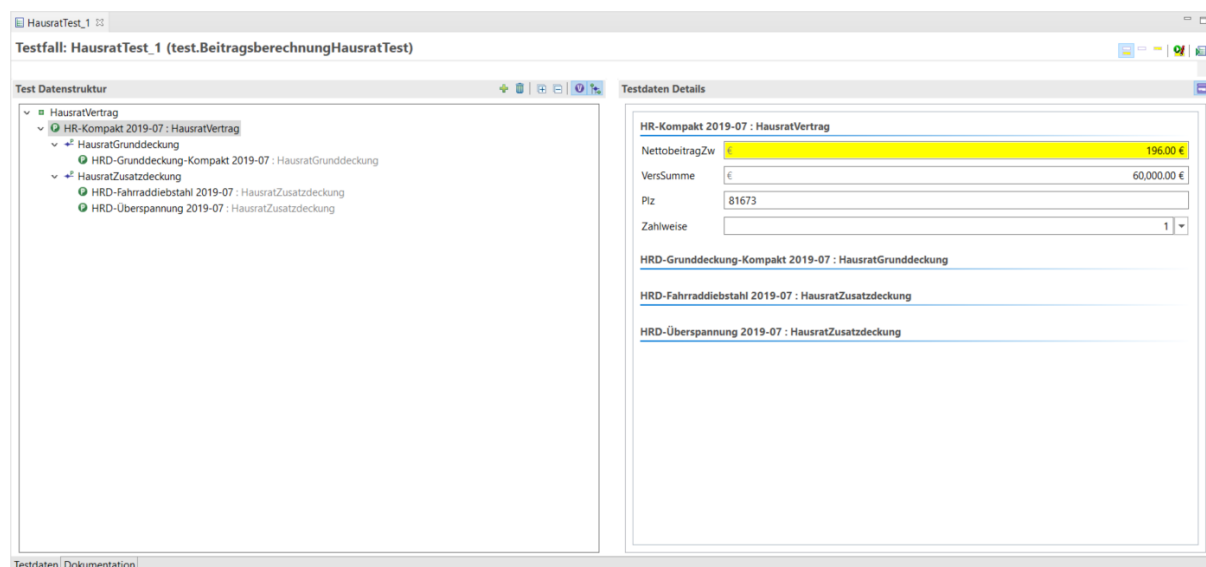 HausratTest_1
Testfall: HausratTest_1 (test.BeitragsberechnungHausratTest)
Test Datenstruktur
HausratVertrag
HR-Kompakt 2019-07 : HausratVertrag
HausratGrunddeckung
HRD-Grunddeckung-Kompakt 2019-07 : HausratGrunddeckung
HausratZusatzdeckung
HRD-Fahrraddiebstahl 2019-07 : HausratZusatzdeckung
HRD-Überspannung 2019-07 : HausratZusatzdeckung
Testdaten Details
HR-Kompakt 2019-07 : HausratVertrag
NettobeitragZw € 196.00 €
VersSumme € 60,000.00 €
Plz 81673
Zahlweise 1
HRD-Grunddeckung-Kompakt 2019-07 : HausratGrunddeckung
HRD-Fahrraddiebstahl 2019-07 : HausratZusatzdeckung
HRD-Überspannung 2019-07 : HausratZusatzdeckung
Testdaten Dokumentation